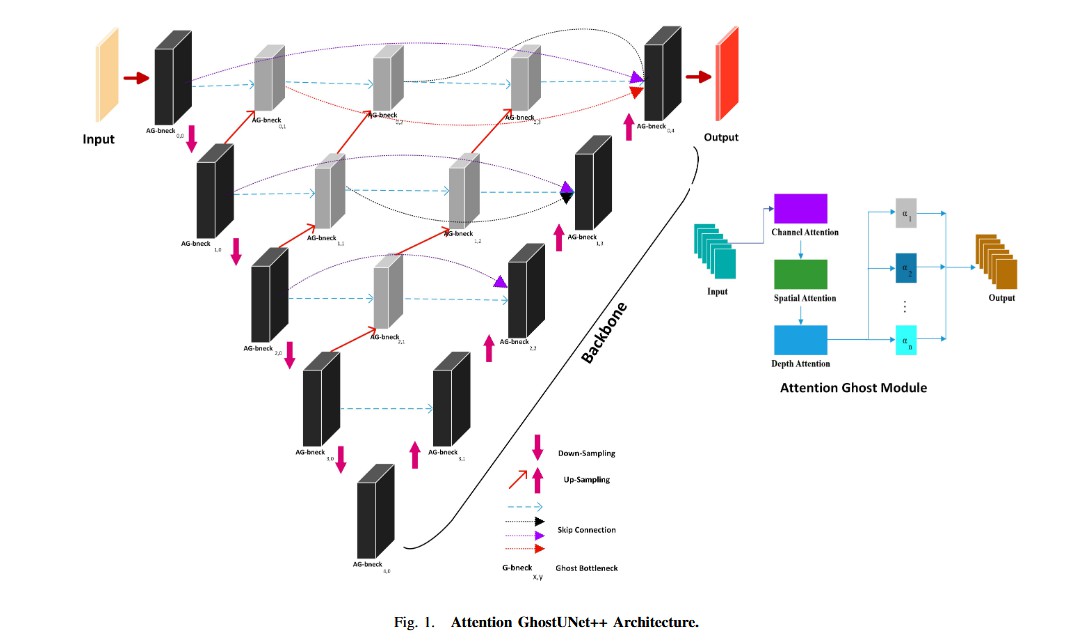 Input
AG-bneck 0,0
AG-bneck 0,1
AG-bneck 0,2
AG-bneck 0,3
AG-bneck 0,4
Output
AG-bneck 1,0
AG-bneck 1,1
AG-bneck 1,2
AG-bneck 1,3
AG-bneck 2,0
AG-bneck 2,1
AG-bneck 2,2
AG-bneck 3,0
AG-bneck 3,1
AG-bneck 4,0
Backbone
Down-Sampling
Up-Sampling
Skip Connection
G-bneck x,y Ghost Bottleneck
Input
Channel Attention
Spatial Attention
Depth Attention
α 1
α 2
⋮
α n
Output
Attention Ghost Module
Fig. 1. Attention GhostUNet++ Architecture.